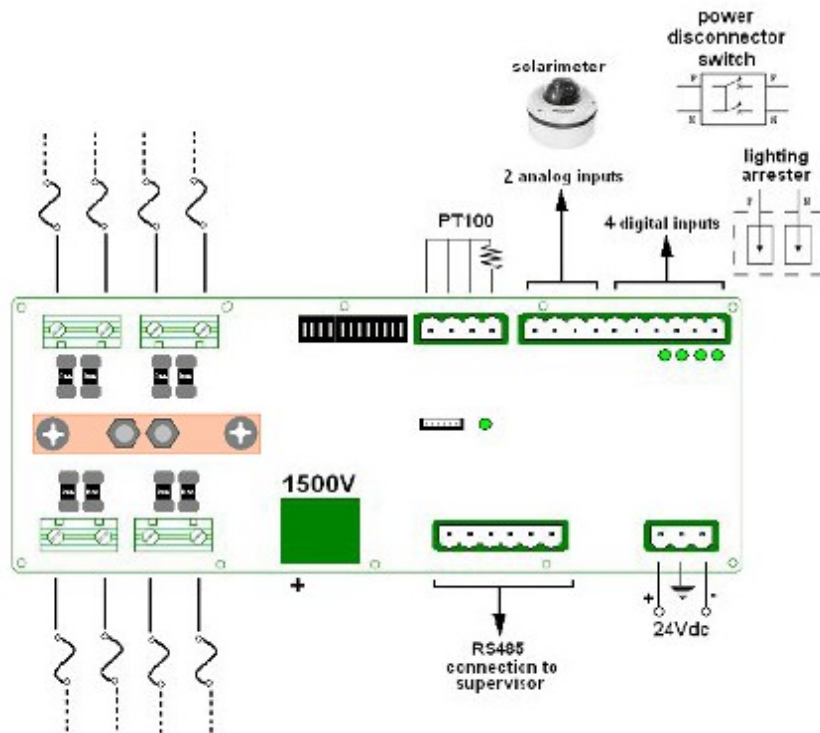 power
disconnector
switch
solarimeter
P P
N N
lighting
arrester
2 analog inputs
P N
PT100
4 digital inputs
1500V
+
+ -
24Vdc
RS485
connection to
supervisor